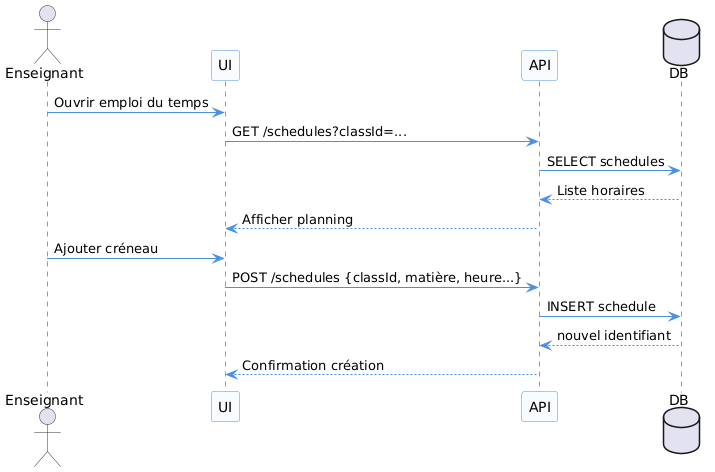 Enseignant
UI
API
DB
Ouvrir emploi du temps
GET /schedules?classId=...
SELECT schedules
Liste horaires
Afficher planning
Ajouter créneau
POST /schedules {classId, matière, heure...}
INSERT schedule
nouvel identifiant
Confirmation création
Enseignant
UI
API
DB